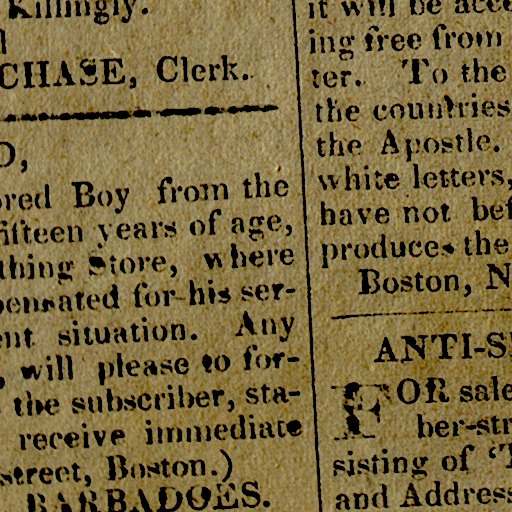 Killingly.
CHASE, Clerk.
D,
ored Boy from the
fifteen years of age,
thing Store, where
pensated for his ser-
ent situation. Any
, will please to for-
the subscriber, sta-
receive immediate
street, Boston.)
BARBADOES.
it will be acce
ing free from
ter. To the
the countries
the Apostle.
white letters,
have not bef
produces the
Boston, N
ANTI-S
FOR sale
ber-str
sisting of 'T
and Address